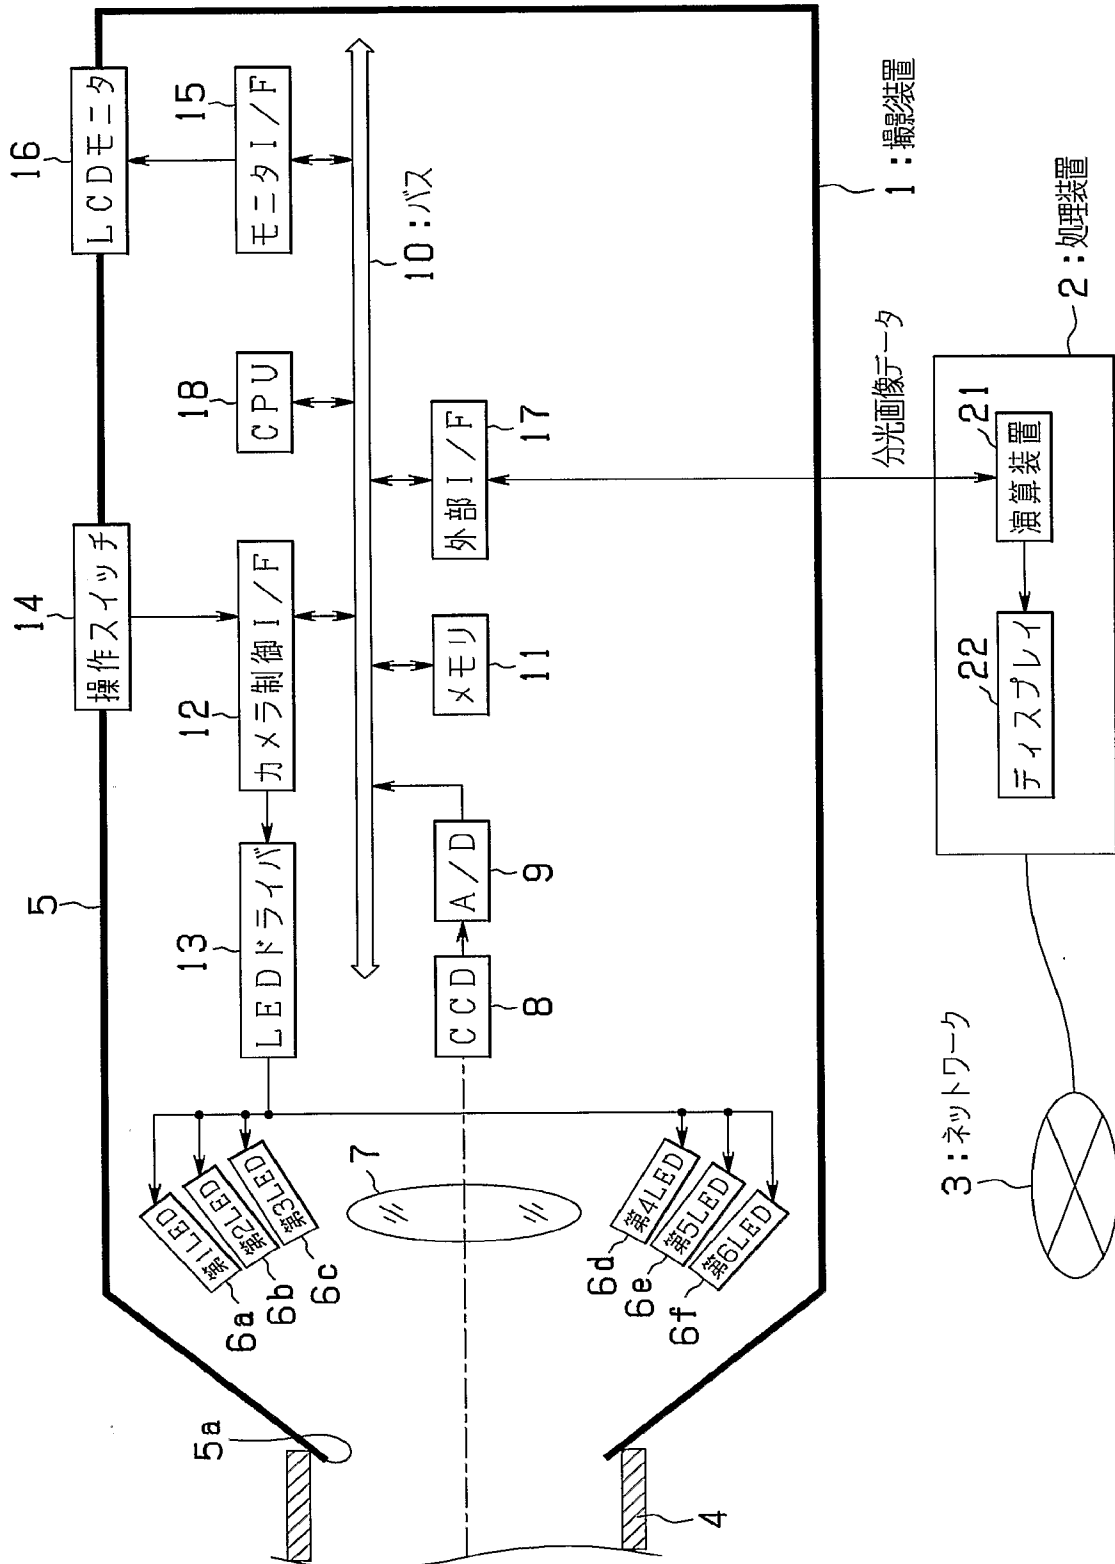 16
LCDモニタ
15
モニタI/F
18
CPU
10：バス
1：撮影装置
14
操作スイッチ
12
カメラ制御I/F
13
LEDドライバ
5
外部I/F
17
メモリ
11
A/D
9
CCD
8
分光画像データ
2：処理装置
演算装置
21
ディスプレイ
22
3：ネットワーク
第1LED
第2LED
第3LED
6a
6b
6c
7
第4LED
第5LED
第6LED
6d
6e
6f
5a
4